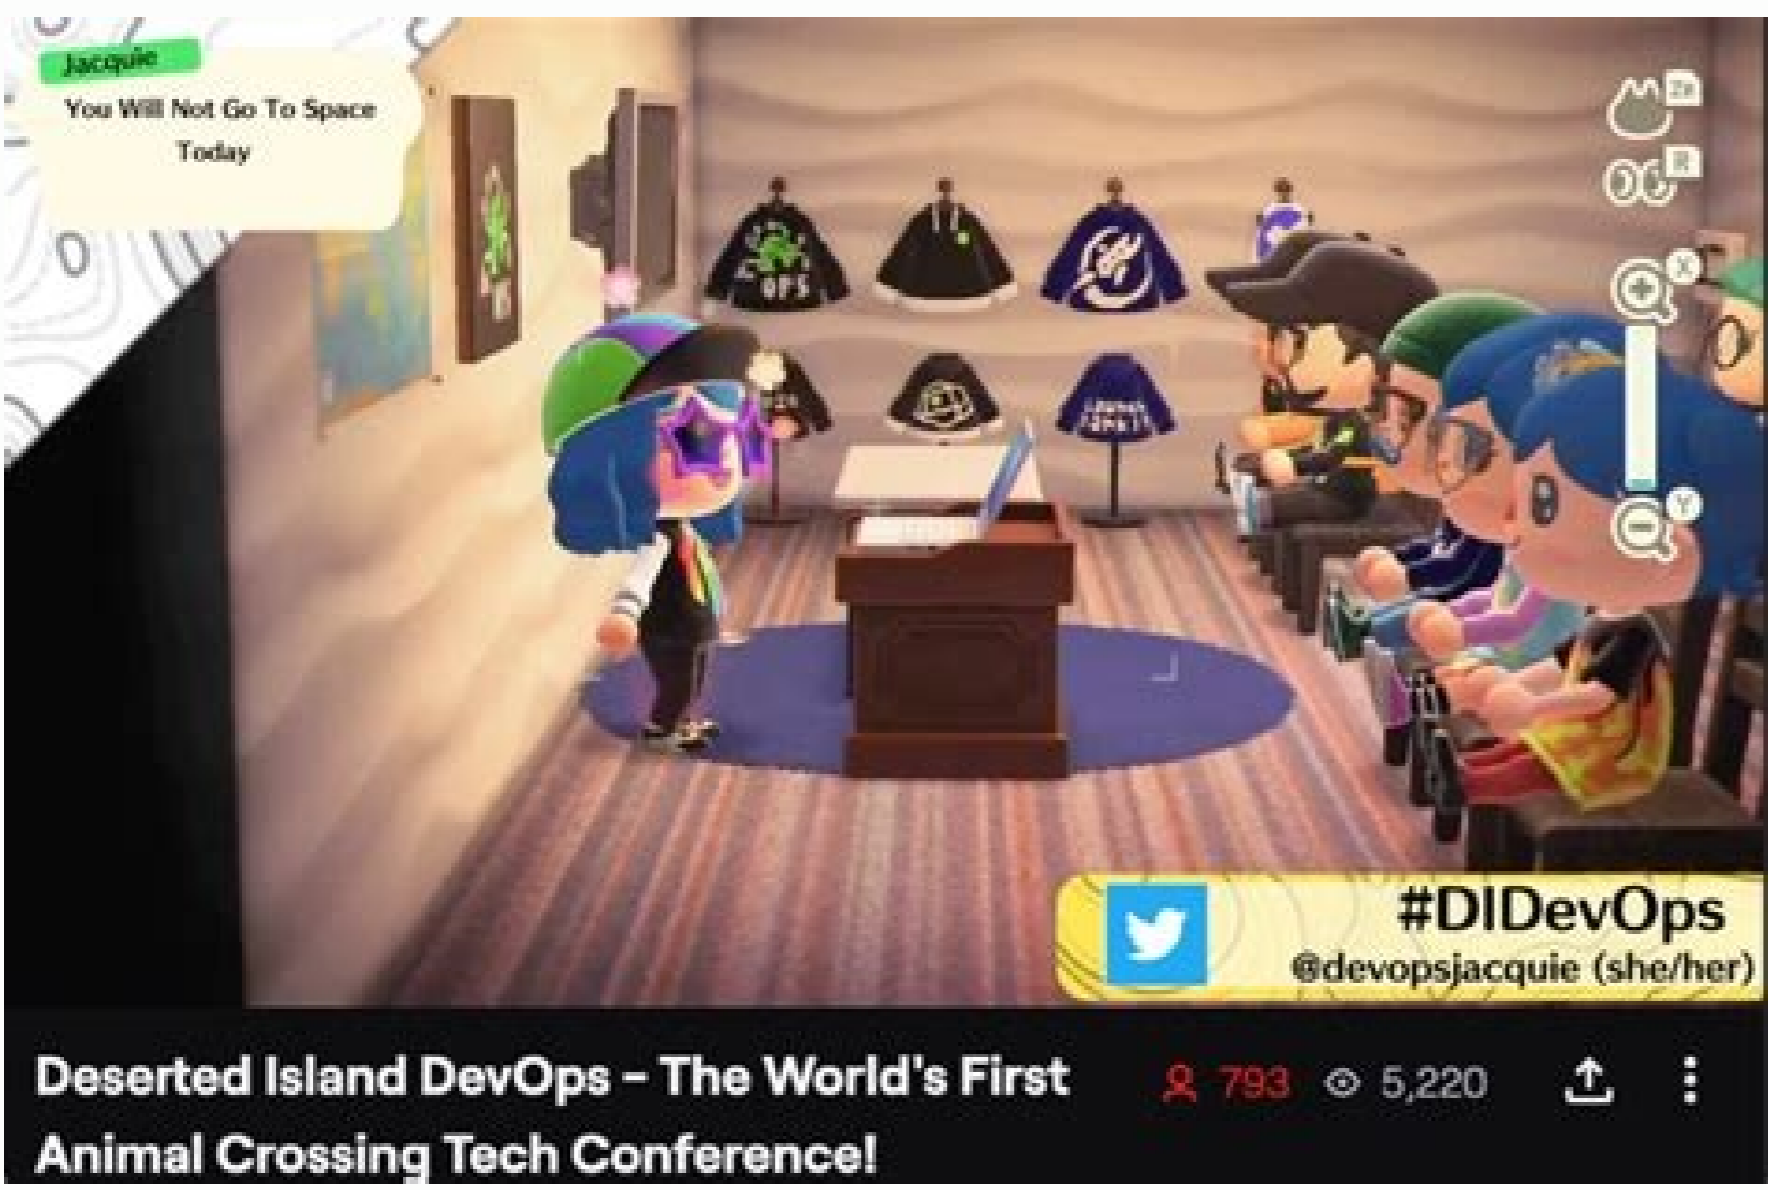 Jacquie
You Will Not Go To Space
Today
OPS
X
Y
#DIDevOps
@devopsjacquie (she/her)
Deserted Island DevOps – The World's First
793
5,220
Animal Crossing Tech Conference!